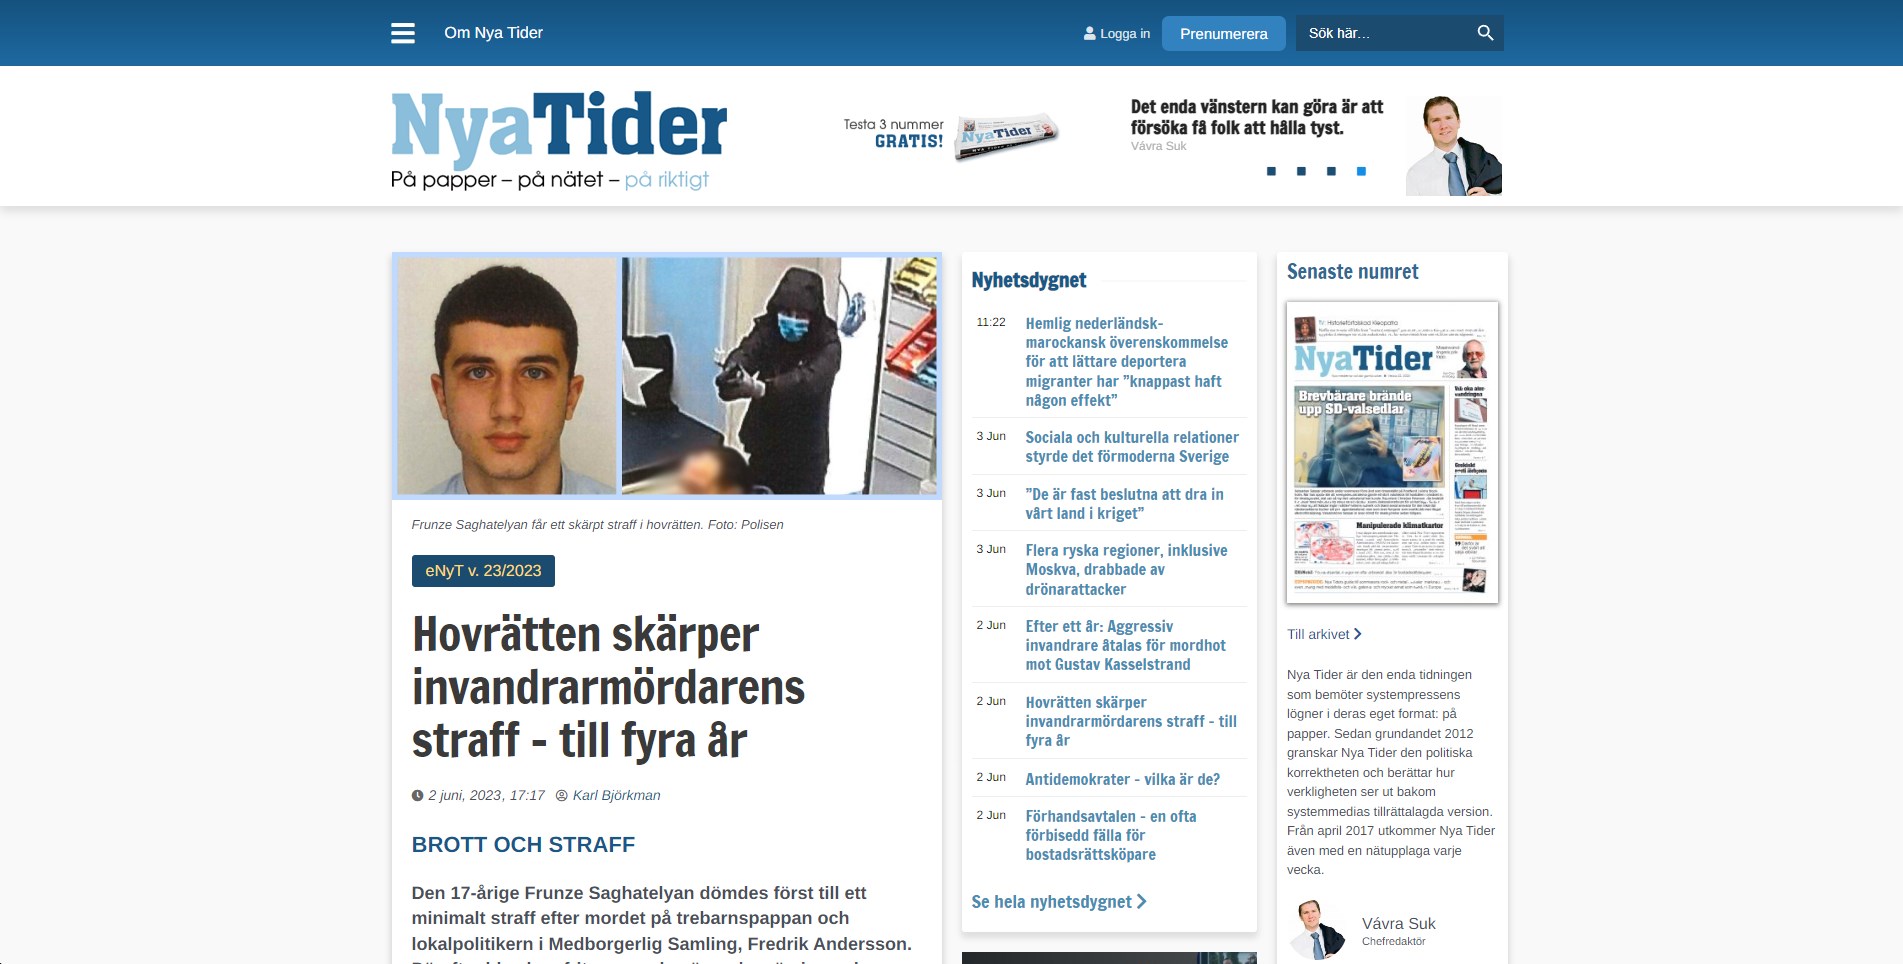 Om Nya Tider
Logga in
Prenumerera
Sök här...
NyaTider
På papper – på nätet – på riktigt
Testa 3 nummer
GRATIS!
NyaTider
Det enda vänstern kan göra är att
försöka få folk att hålla tyst.
Vávra Suk
Frunze Saghatelyan får ett skärpt straff i hovrätten. Foto: Polisen
eNyT v. 23/2023
Hovrätten skärper
invandrarmördarens
straff – till fyra år
2 juni, 2023, 17:17 Karl Björkman
BROTT OCH STRAFF
Den 17-årige Frunze Saghatelyan dömdes först till ett
minimalt straff efter mordet på trebarnspappan och
lokalpolitikern i Medborgerlig Samling, Fredrik Andersson.
Nyhetsdygnet
11:22 Hemlig nederländsk-
marockansk överenskommelse
för att lättare deportera
migranter har ”knappast haft
någon effekt”
3 Jun Sociala och kulturella relationer
styrde det förmoderna Sverige
3 Jun ”De är fast beslutna att dra in
vårt land i kriget”
3 Jun Flera ryska regioner, inklusive
Moskva, drabbade av
drönarattacker
2 Jun Efter ett år: Aggressiv
invandrare åtalas för mordhot
mot Gustav Kasselstrand
2 Jun Hovrätten skärper
invandrarmördarens straff – till
fyra år
2 Jun Antidemokrater – vilka är de?
2 Jun Förhandsavtalen – en ofta
förbisedd fälla för
bostadsrättsköpare
Se hela nyhetsdygnet
Senaste numret
TV: Historieförfalskad Kleopatra
NyaTider
Brevbärare brände
upp SD-valsedlar
Manipulerade klimatkartor
Till arkivet
Nya Tider är den enda tidningen
som bemöter systempressens
lögner i deras eget format: på
papper. Sedan grundandet 2012
granskar Nya Tider den politiska
korrektheten och berättar hur
verkligheten ser ut bakom
systemmedias tillrättalagda version.
Från april 2017 utkommer Nya Tider
även med en nätupplaga varje
vecka.
Vávra Suk
Chefredaktör